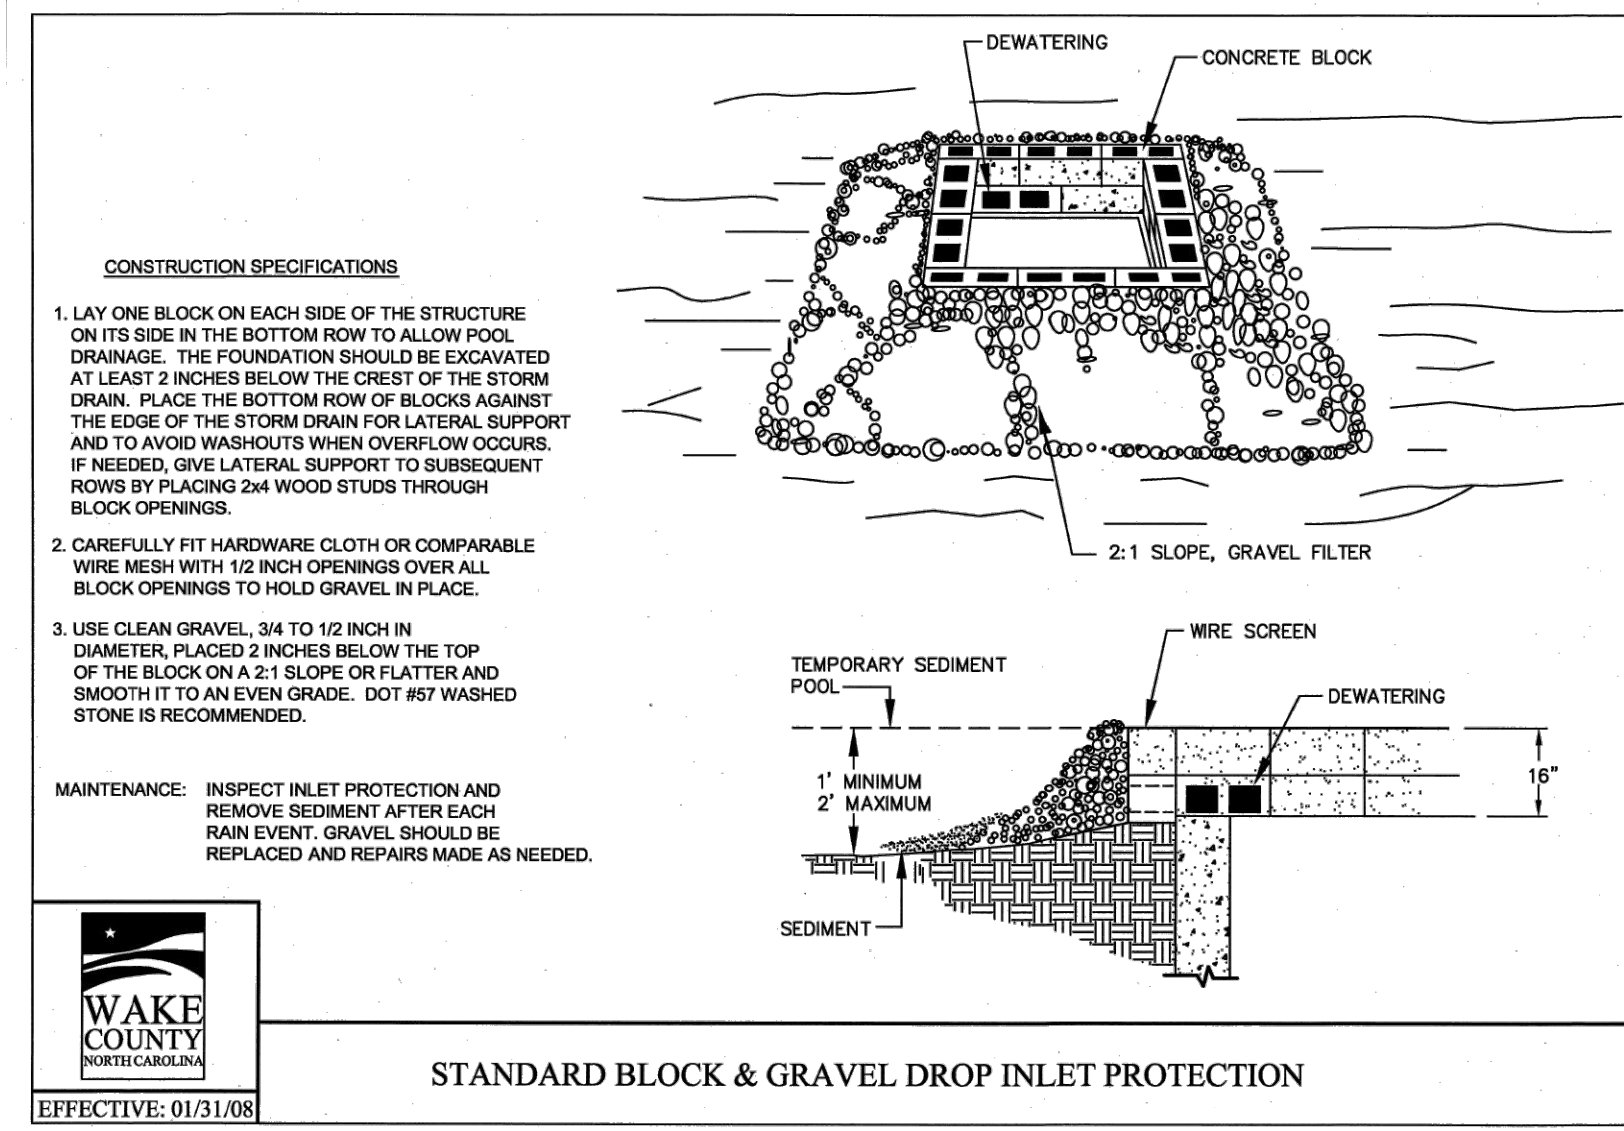 DEWATERING
CONCRETE BLOCK
CONSTRUCTION SPECIFICATIONS
1. LAY ONE BLOCK ON EACH SIDE OF THE STRUCTURE
ON ITS SIDE IN THE BOTTOM ROW TO ALLOW POOL
DRAINAGE. THE FOUNDATION SHOULD BE EXCAVATED
AT LEAST 2 INCHES BELOW THE CREST OF THE STORM
DRAIN. PLACE THE BOTTOM ROW OF BLOCKS AGAINST
THE EDGE OF THE STORM DRAIN FOR LATERAL SUPPORT
AND TO AVOID WASHOUTS WHEN OVERFLOW OCCURS.
IF NEEDED, GIVE LATERAL SUPPORT TO SUBSEQUENT
ROWS BY PLACING 2x4 WOOD STUDS THROUGH
BLOCK OPENINGS.
2. CAREFULLY FIT HARDWARE CLOTH OR COMPARABLE
WIRE MESH WITH 1/2 INCH OPENINGS OVER ALL
BLOCK OPENINGS TO HOLD GRAVEL IN PLACE.
3. USE CLEAN GRAVEL, 3/4 TO 1/2 INCH IN
DIAMETER, PLACED 2 INCHES BELOW THE TOP
OF THE BLOCK ON A 2:1 SLOPE OR FLATTER AND
SMOOTH IT TO AN EVEN GRADE. DOT #57 WASHED
STONE IS RECOMMENDED.
MAINTENANCE: INSPECT INLET PROTECTION AND
REMOVE SEDIMENT AFTER EACH
RAIN EVENT. GRAVEL SHOULD BE
REPLACED AND REPAIRS MADE AS NEEDED.
2:1 SLOPE, GRAVEL FILTER
WIRE SCREEN
TEMPORARY SEDIMENT
POOL
DEWATERING
1' MINIMUM
2' MAXIMUM
16"
SEDIMENT
WAKE
COUNTY
NORTH CAROLINA
EFFECTIVE: 01/31/08
STANDARD BLOCK & GRAVEL DROP INLET PROTECTION